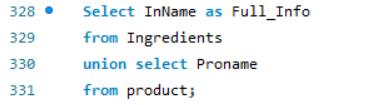 328 Select InName as Full_Info
329 from Ingredients
330 union select Proname
331 from product;